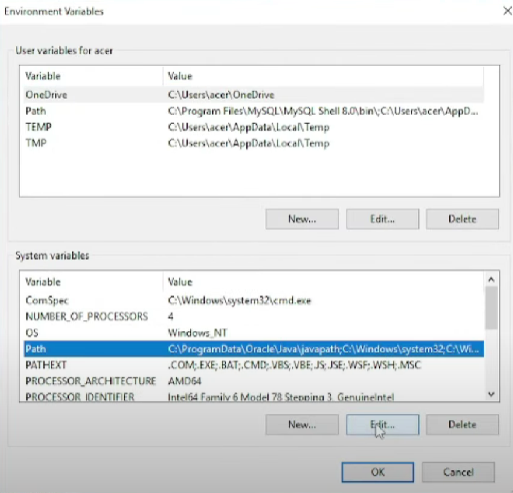 Environment Variables
User variables for acer
Variable Value
OneDrive C:\Users\acer\OneDrive
Path C:\Program Files\MySQL\MySQL Shell 8.0\bin\;C:\Users\acer\AppD...
TEMP C:\Users\acer\AppData\Local\Temp
TMP C:\Users\acer\AppData\Local\Temp
New... Edit... Delete
System variables
Variable Value
ComSpec C:\Windows\system32\cmd.exe
NUMBER_OF_PROCESSORS 4
OS Windows_NT
Path C:\ProgramData\Oracle\Java\javapath;C:\Windows\system32;C:\Wi...
PATHEXT .COM;.EXE;.BAT;.CMD;.VBS;.VBE;.JS;.JSE;.WSF;.WSH;.MSC
PROCESSOR_ARCHITECTURE AMD64
PROCESSOR_IDENTIFIER Intel64 Family 6 Model 78 Stepping 3, GenuineIntel
New... Edit... Delete
OK Cancel